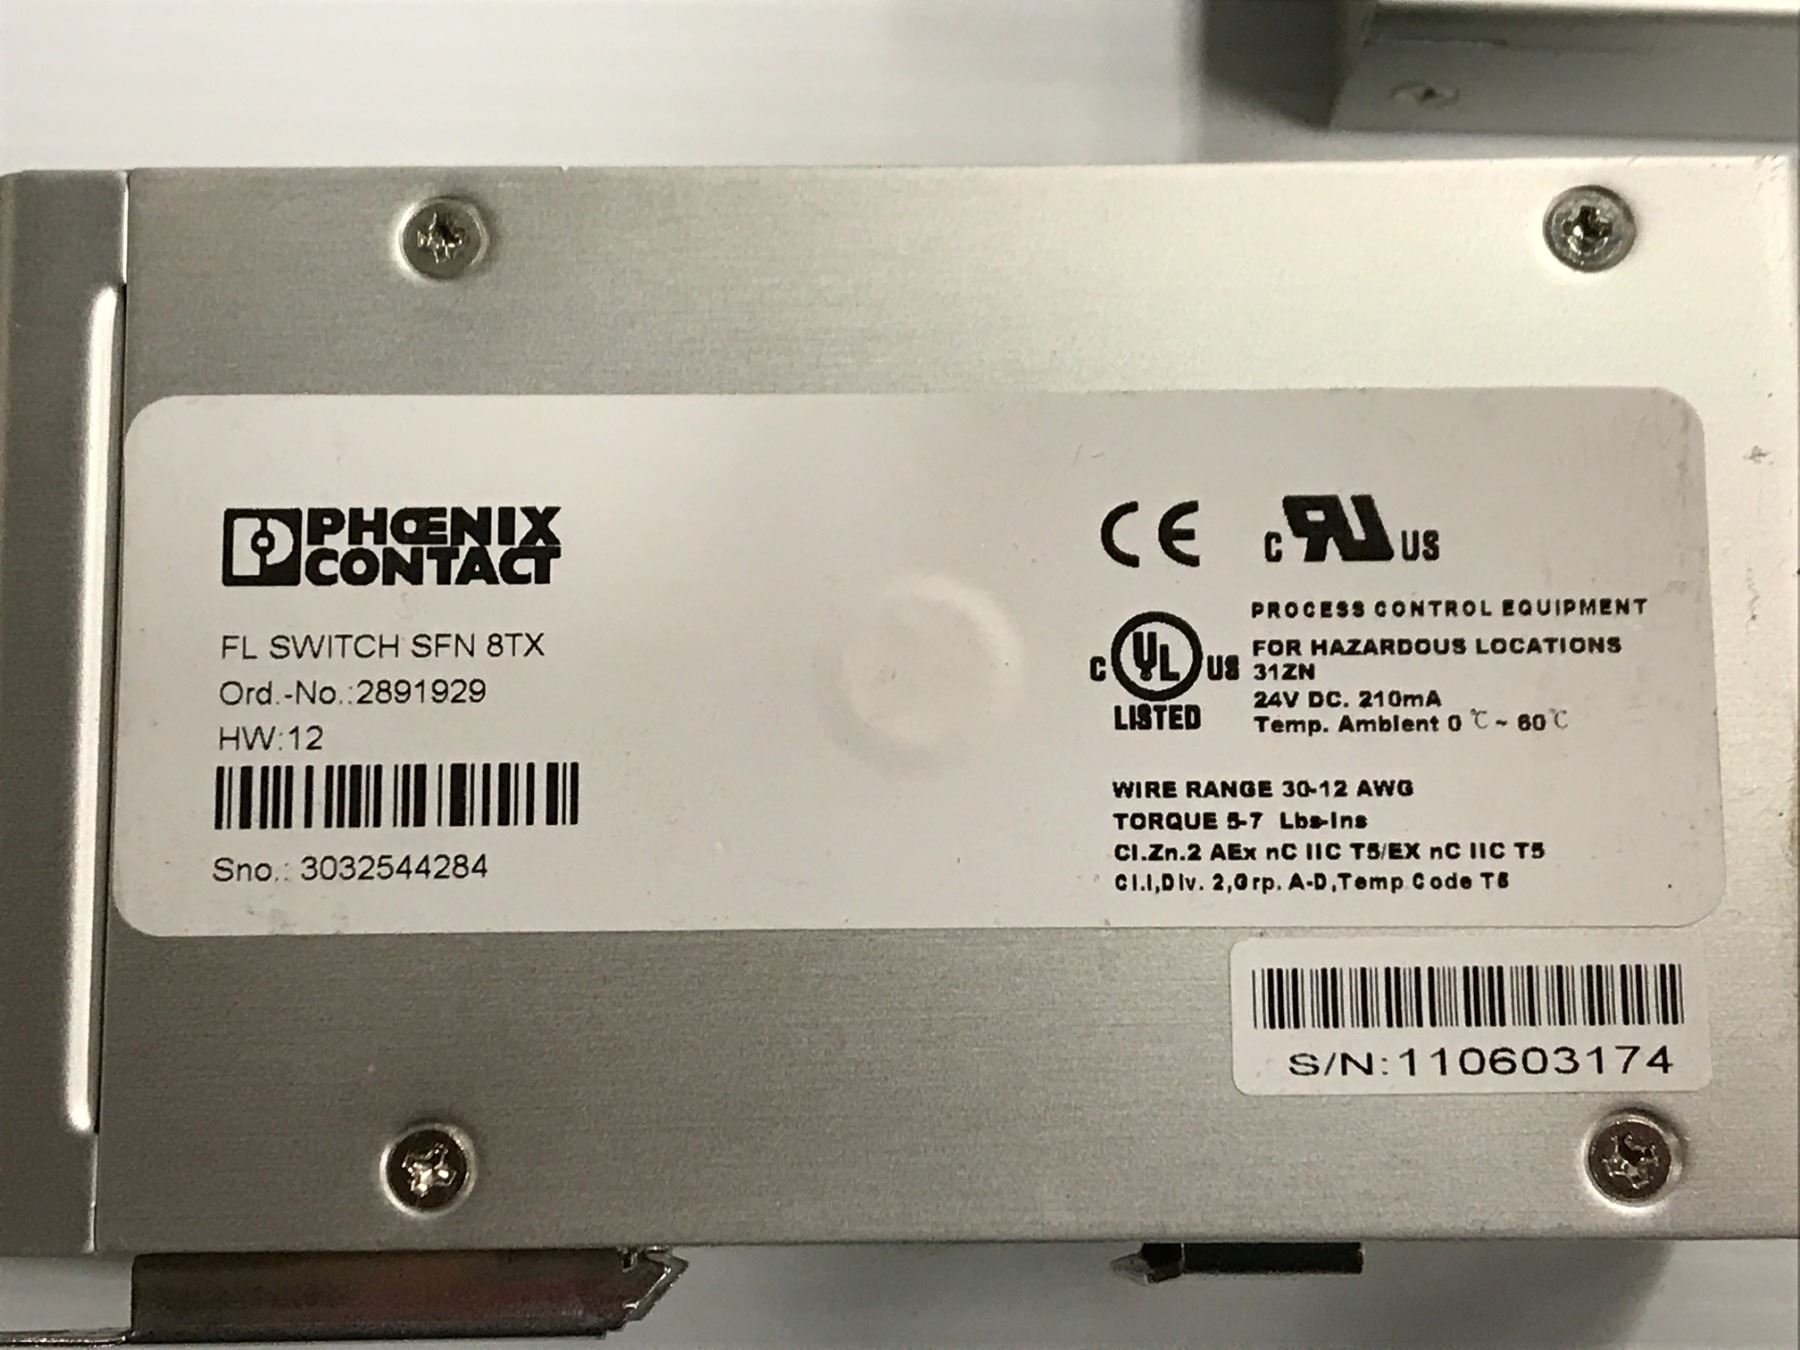 PHŒNIX
CONTACT
FL SWITCH SFN 8TX
Ord.-No.:2891929
HW:12
Sno.: 3032544284
CE
c RU US
PROCESS CONTROL EQUIPMENT
c UL US
LISTED
FOR HAZARDOUS LOCATIONS
31ZN
24V DC. 210mA
Temp. Ambient 0 ℃ ~ 60 ℃
WIRE RANGE 30-12 AWG
TORQUE 5-7 Lbs-Ins
Cl.Zn.2 AEx nC IIC T5/EX nC IIC T5
Cl.I,Div. 2,Grp. A-D,Temp Code T5
S/N:110603174